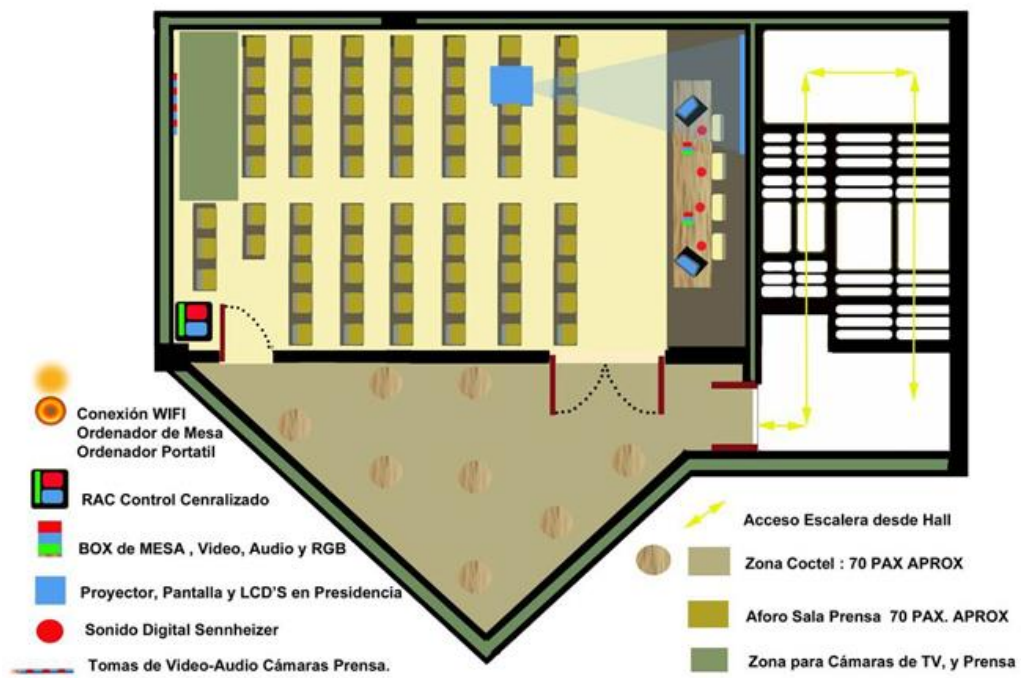 Conexión WIFI
Ordenador de Mesa
Ordenador Portatil
RAC Control Cenralizado
BOX de MESA , Video, Audio y RGB
Proyector, Pantalla y LCD'S en Presidencia
Sonido Digital Sennheizer
Tomas de Video-Audio Cámaras Prensa.
Acceso Escalera desde Hall
Zona Coctel : 70 PAX APROX
Aforo Sala Prensa 70 PAX. APROX
Zona para Cámaras de TV, y Prensa